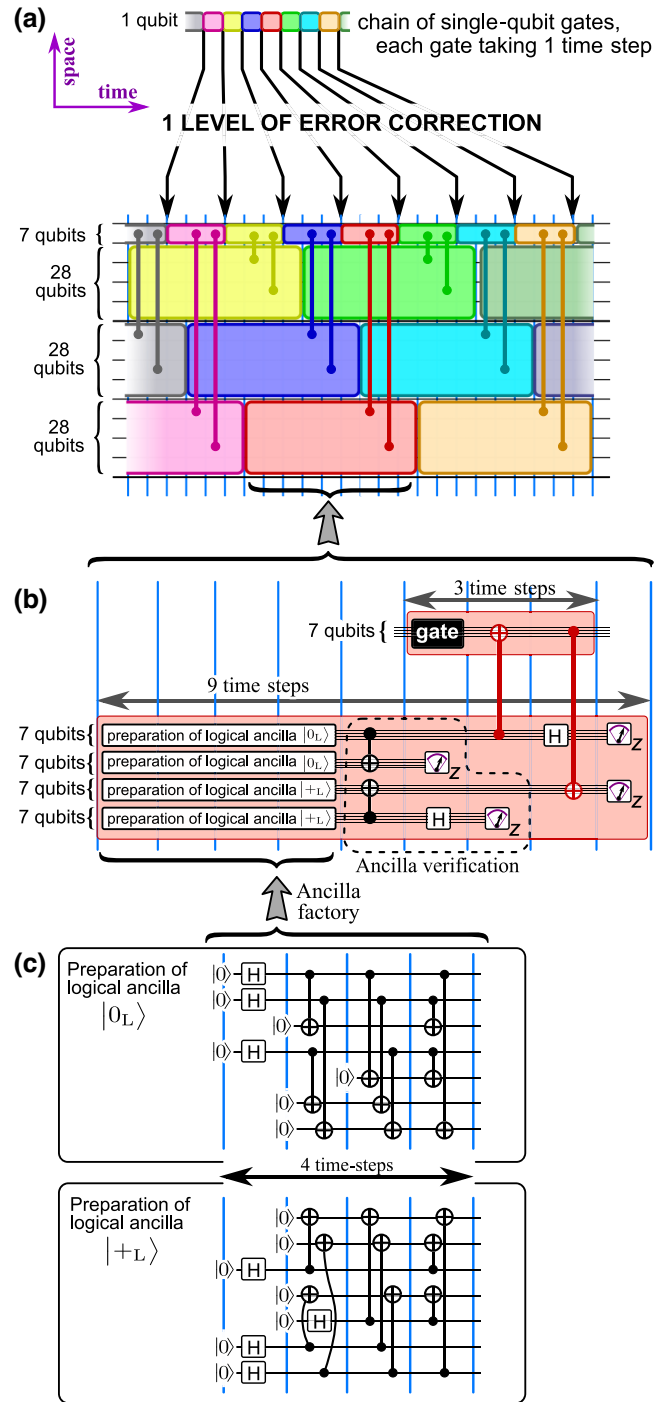 (a)
1 qubit
chain of single-qubit gates,
each gate taking 1 time step
space
time
1 LEVEL OF ERROR CORRECTION
7 qubits
28
qubits
28
qubits
28
qubits
(b)
3 time steps
7 qubits
gate
9 time steps
7 qubits preparation of logical ancilla |0L⟩ H Z
7 qubits preparation of logical ancilla |0L⟩ Z
7 qubits preparation of logical ancilla |+L⟩ Z
7 qubits preparation of logical ancilla |+L⟩ H Z
Ancilla verification
Ancilla
factory
(c)
Preparation of
logical ancilla
|0L⟩
|0⟩ H
|0⟩ H
|0⟩
|0⟩ H
|0⟩
|0⟩
|0⟩
4 time-steps
Preparation of
logical ancilla
|+L⟩
|0⟩
|0⟩
|0⟩ H
|0⟩
|0⟩ H
|0⟩ H
|0⟩ H